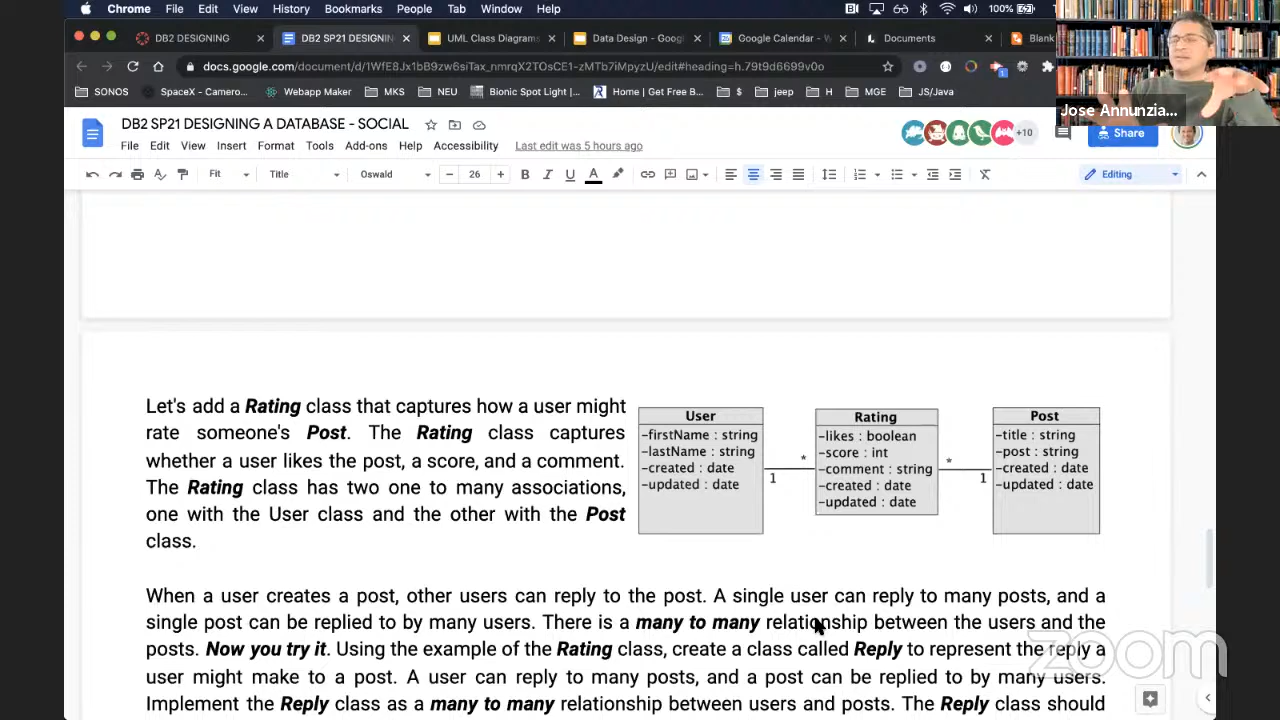 Chrome File Edit View History Bookmarks People Tab Window Help 100%
DB2 DESIGNING DB2 SP21 DESIGNIN UML Class Diagrams Data Design - Googl Google Calendar - W Documents Blank
docs.google.com/document/d/1WfE8Jx1bB9zw6siTaeyumrqX2TOsCE1-zMTb7iMpyzU/edit#heading=h.79t9d6699v0o
SONOS SpaceX - Camero... Webapp Maker MKS NEU Bionic Spot Light |... Home | Get Free B... $ jeep H MGE JS/Java
Jose Annunzia...
DB2 SP21 DESIGNING A DATABASE - SOCIAL
+10 Share
File Edit View Insert Format Tools Add-ons Help Accessibility Last edit was 5 hours ago
Fit Title Oswald 26 B I U A Editing
Let's add a Rating class that captures how a user might
rate someone's Post. The Rating class captures
whether a user likes the post, a score, and a comment.
The Rating class has two one to many associations,
one with the User class and the other with the Post
class.
User
-firstName : string
-lastName : string
-created : date
-updated : date
1
*
Rating
-likes : boolean
-score : int
-comment : string
-created : date
-updated : date
*
1
Post
-title : string
-post : string
-created : date
-updated : date
When a user creates a post, other users can reply to the post. A single user can reply to many posts, and a
single post can be replied to by many users. There is a many to many relationship between the users and the
posts. Now you try it. Using the example of the Rating class, create a class called Reply to represent the reply a
user might make to a post. A user can reply to many posts, and a post can be replied to by many users.
Implement the Reply class as a many to many relationship between users and posts. The Reply class should
zoom